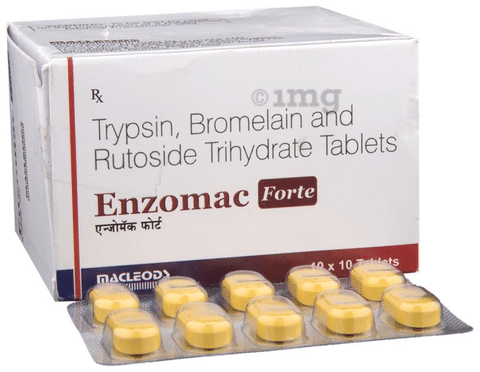 ©1mg
Rx
Trypsin, Bromelain and
Rutoside Trihydrate Tablets
Enzomac Forte
एन्जोमॅक फोर्ट
MACLEODS
10 x 10 Tablets